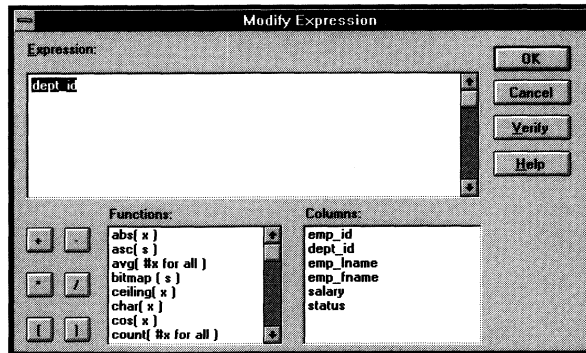 Modify Expression
Expression:
dept_id
OK
Cancel
Verify
Help
+ -
* /
( )
Functions:
abs( x )
asc( s )
avg( #x for all )
bitmap ( s )
ceiling( x )
char( x )
cos( x )
count( #x for all )
Columns:
emp_id
dept_id
emp_lname
emp_fname
salary
status